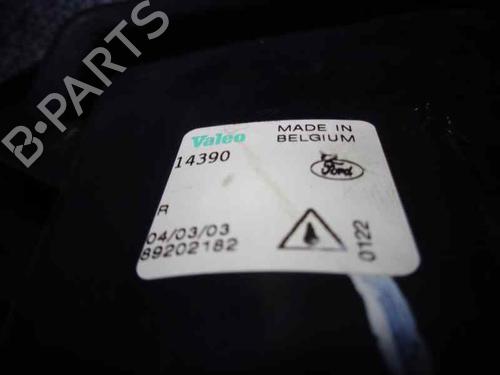 B-PARTS
Valeo
MADE IN
BELGIUM
14390
Ford
R
04/03/03
89202182
0122